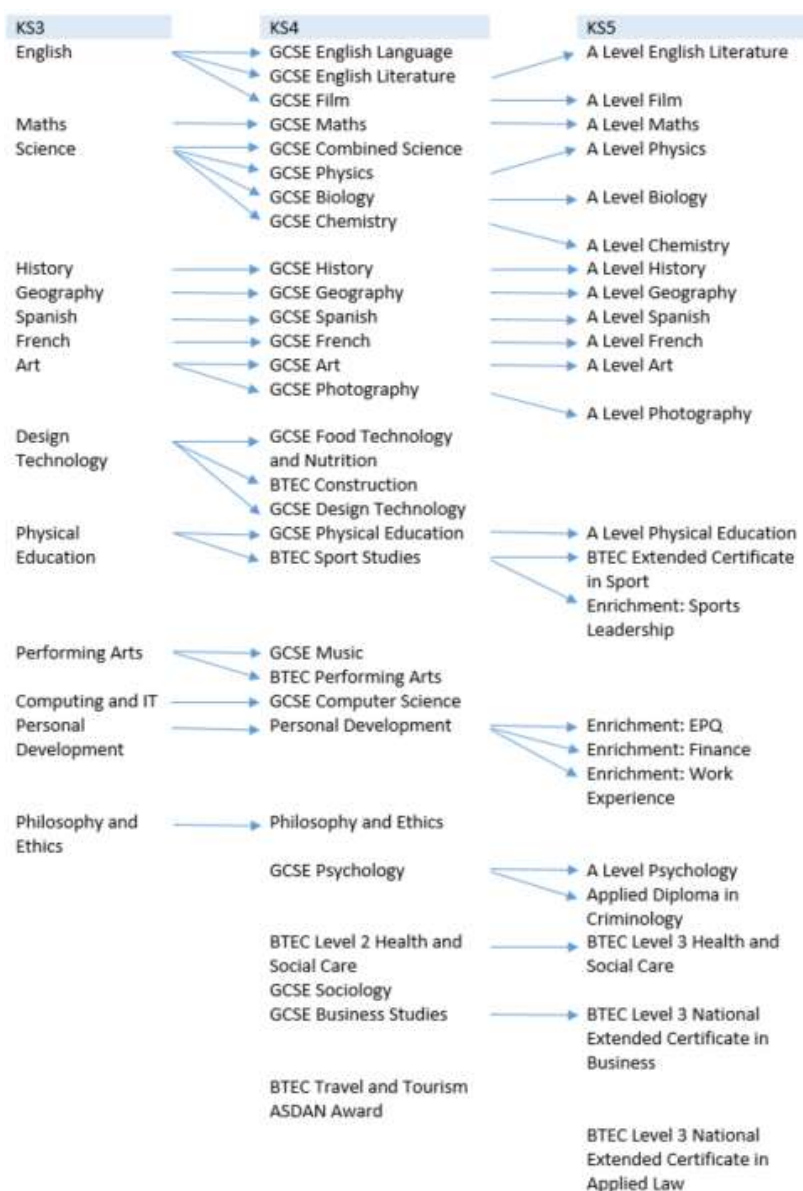 KS3 KS4 KS5
English GCSE English Language A Level English Literature
GCSE English Literature
GCSE Film A Level Film
Maths GCSE Maths A Level Maths
Science GCSE Combined Science A Level Physics
GCSE Physics
GCSE Biology A Level Biology
GCSE Chemistry
A Level Chemistry
History GCSE History A Level History
Geography GCSE Geography A Level Geography
Spanish GCSE Spanish A Level Spanish
French GCSE French A Level French
Art GCSE Art A Level Art
GCSE Photography
A Level Photography
Design GCSE Food Technology
Technology and Nutrition
BTEC Construction
GCSE Design Technology
Physical GCSE Physical Education A Level Physical Education
Education BTEC Sport Studies BTEC Extended Certificate
in Sport
Enrichment: Sports
Leadership
Performing Arts GCSE Music
BTEC Performing Arts
Computing and IT GCSE Computer Science
Personal Personal Development Enrichment: EPQ
Development Enrichment: Finance
Enrichment: Work
Experience
Philosophy and Philosophy and Ethics
Ethics
GCSE Psychology A Level Psychology
Applied Diploma in
Criminology
BTEC Level 2 Health and BTEC Level 3 Health and
Social Care Social Care
GCSE Sociology
GCSE Business Studies BTEC Level 3 National
Extended Certificate in
Business
BTEC Travel and Tourism
ASDAN Award
BTEC Level 3 National
Extended Certificate in
Applied Law